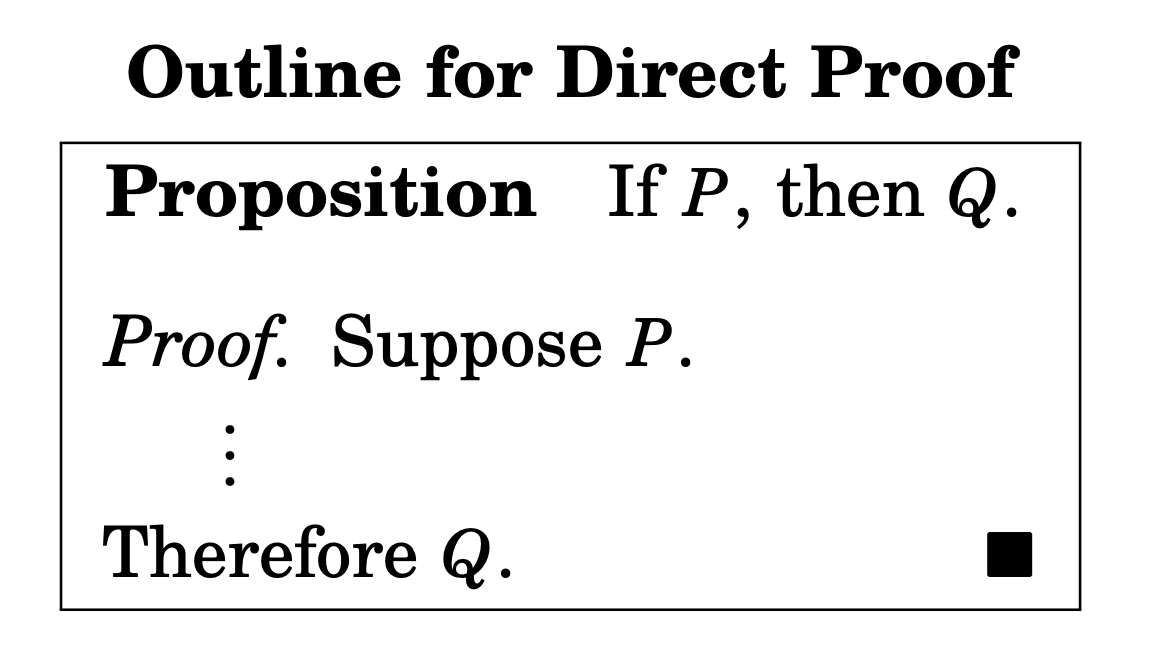 Outline for Direct Proof
Proposition If P, then Q.
Proof. Suppose P.
⋮
Therefore Q. ■